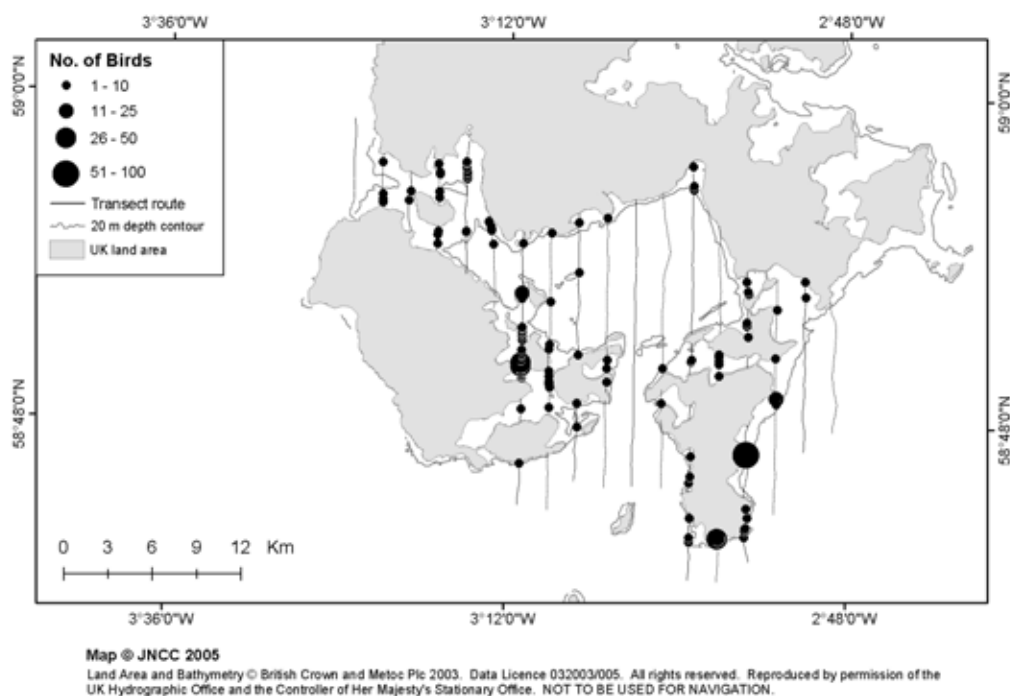 3°36'0"W 3°12'0"W 2°48'0"W
No. of Birds
1 - 10
11 - 25
26 - 50
51 - 100
Transect route
20 m depth contour
UK land area
59°0'0"N
59°0'0"N
58°48'0"N
58°48'0"N
0 3 6 9 12 Km
3°36'0"W 3°12'0"W 2°48'0"W
Map © JNCC 2005
Land Area and Bathymetry © British Crown and Metoc Plc 2003. Data Licence 032003/005. All rights reserved. Reproduced by permission of the
UK Hydrographic Office and the Controller of Her Majesty's Stationary Office. NOT TO BE USED FOR NAVIGATION.